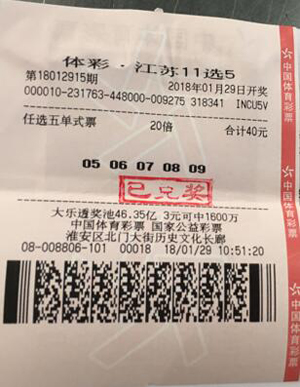 体彩·江苏11选5
第18012915期 2018年01月29日开奖
000010-231763-448000-009275 318341 INCU5V
任选五单式票 20倍 合计40元
05 06 07 08 09
已兑奖
大乐透奖池46.35亿 3元可中1600万
中国体育彩票 国家公益彩票
淮安区北门大街历史文化长廊
08-008806-101 00018 18/01/29 10:51:20
中国体育彩票
中国体育彩票